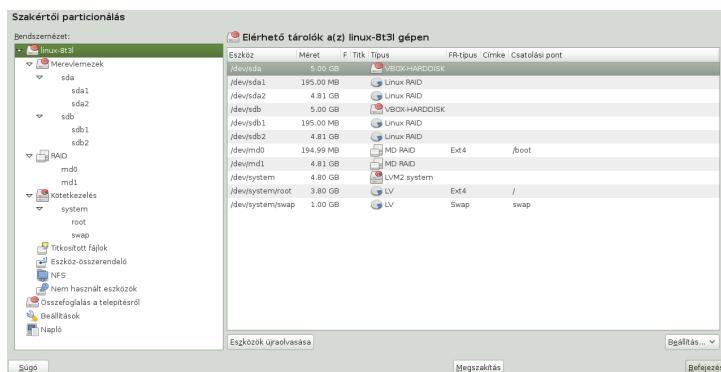 Szakértői particionálás
Rendszernézet:
linux-8t3l
Merevlemezek
sda
sda1
sda2
sdb
sdb1
sdb2
RAID
md0
md1
Kötetkezelés
system
root
swap
Titkosított fájlok
Eszköz-összerendelő
NFS
Nem használt eszközök
Összefoglalás a telepítésről
Beállítások
Napló
Elérhető tárolók a(z) linux-8t3l gépen
Eszköz Méret F Titk Típus FR-típus Címke Csatolási pont
/dev/sda 5.00 GB VBOX-HARDDISK
/dev/sda1 195.00 MB Linux RAID
/dev/sda2 4.81 GB Linux RAID
/dev/sdb 5.00 GB VBOX-HARDDISK
/dev/sdb1 195.00 MB Linux RAID
/dev/sdb2 4.81 GB Linux RAID
/dev/md0 194.99 MB MD RAID Ext4 /boot
/dev/md1 4.81 GB MD RAID
/dev/system 4.80 GB LVM2 system
/dev/system/root 3.80 GB LV Ext4 /
/dev/system/swap 1.00 GB LV Swap swap
Eszközök újraolvasása
Beállítás...
Súgó
Megszakítás
Befejezés